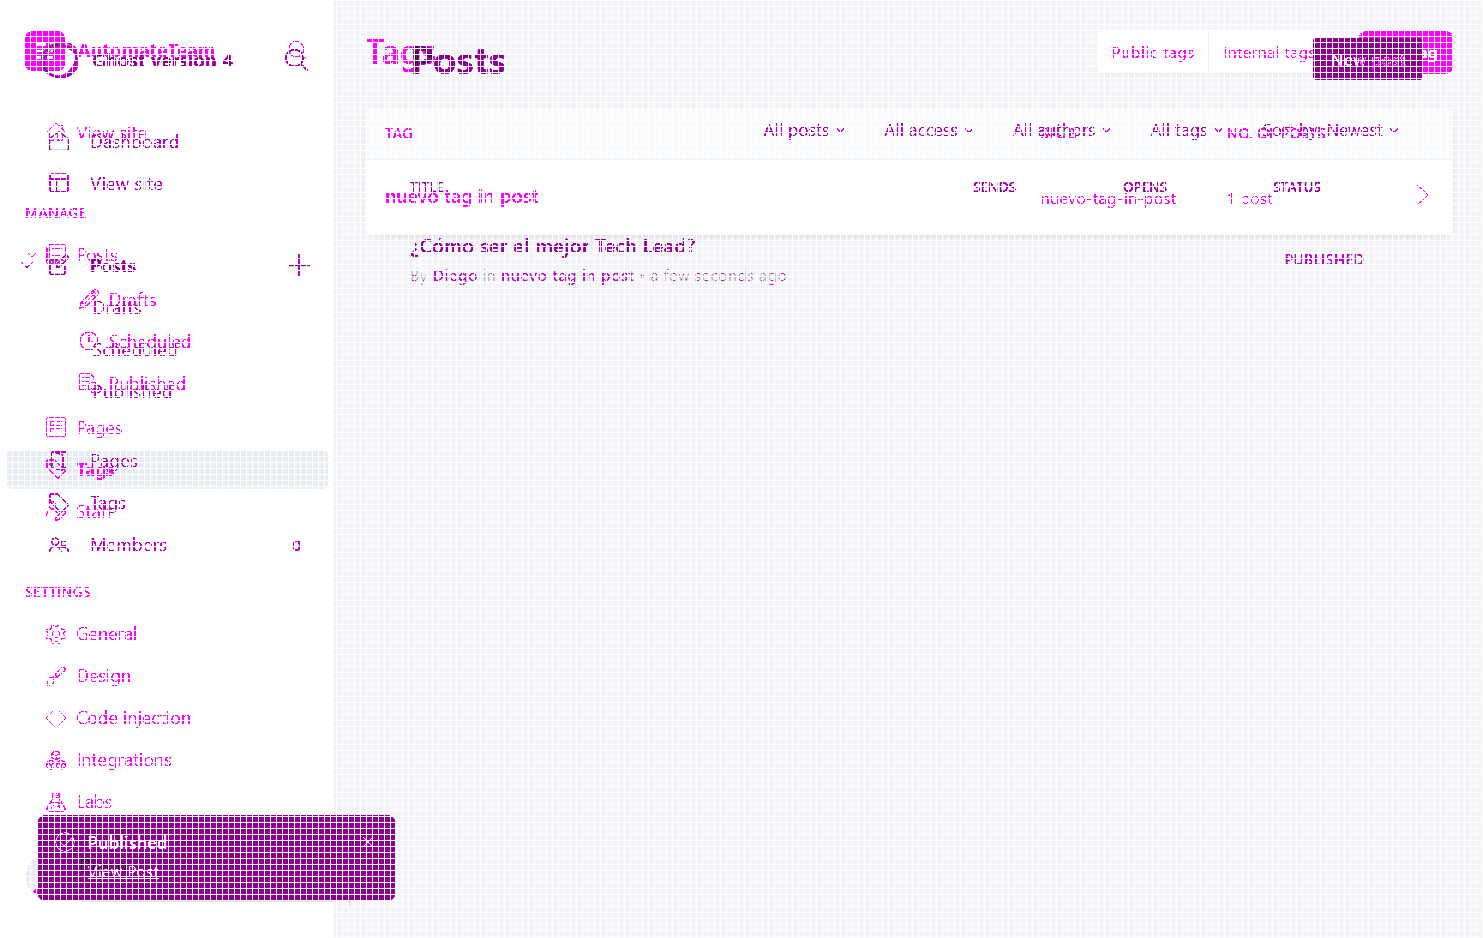 AutomateTeam
Ghost version 4
Tags
Posts
Public tags
Internal tags
New
View site
Dashboard
View site
MANAGE
Posts
Posts
Drafts
Drafts
Scheduled
Scheduled
Published
Published
Pages
Pages
Tags
Tags
Staff
Members
0
SETTINGS
General
Design
Code injection
Integrations
Labs
Published
View Post
TAG
All posts
All access
All authors
All tags
Sort by: Newest
NO. OF POSTS
TITLE
SENDS
OPENS
STATUS
nuevo tag in post
nuevo-tag-in-post
1 post
¿Cómo ser el mejor Tech Lead?
By Diego in nuevo tag in post • a few seconds ago
PUBLISHED